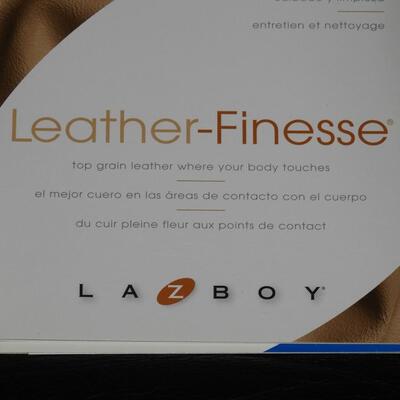 entretien et nettoyage
Leather-Finesse®
top grain leather where your body touches
el mejor cuero en las áreas de contacto con el cuerpo
du cuir pleine fleur aux points de contact
LAZBOY®